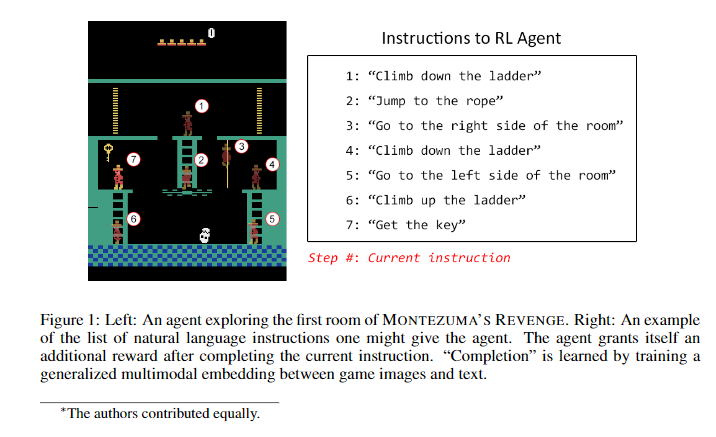 0
1
2
3
4
5
6
7
Instructions to RL Agent
1: “Climb down the ladder”
2: “Jump to the rope”
3: “Go to the right side of the room”
4: “Climb down the ladder”
5: “Go to the left side of the room”
6: “Climb up the ladder”
7: “Get the key”
Step #: Current instruction
Figure 1: Left: An agent exploring the first room of MONTEZUMA’S REVENGE. Right: An example
of the list of natural language instructions one might give the agent. The agent grants itself an
additional reward after completing the current instruction. “Completion” is learned by training a
generalized multimodal embedding between game images and text.
*The authors contributed equally.